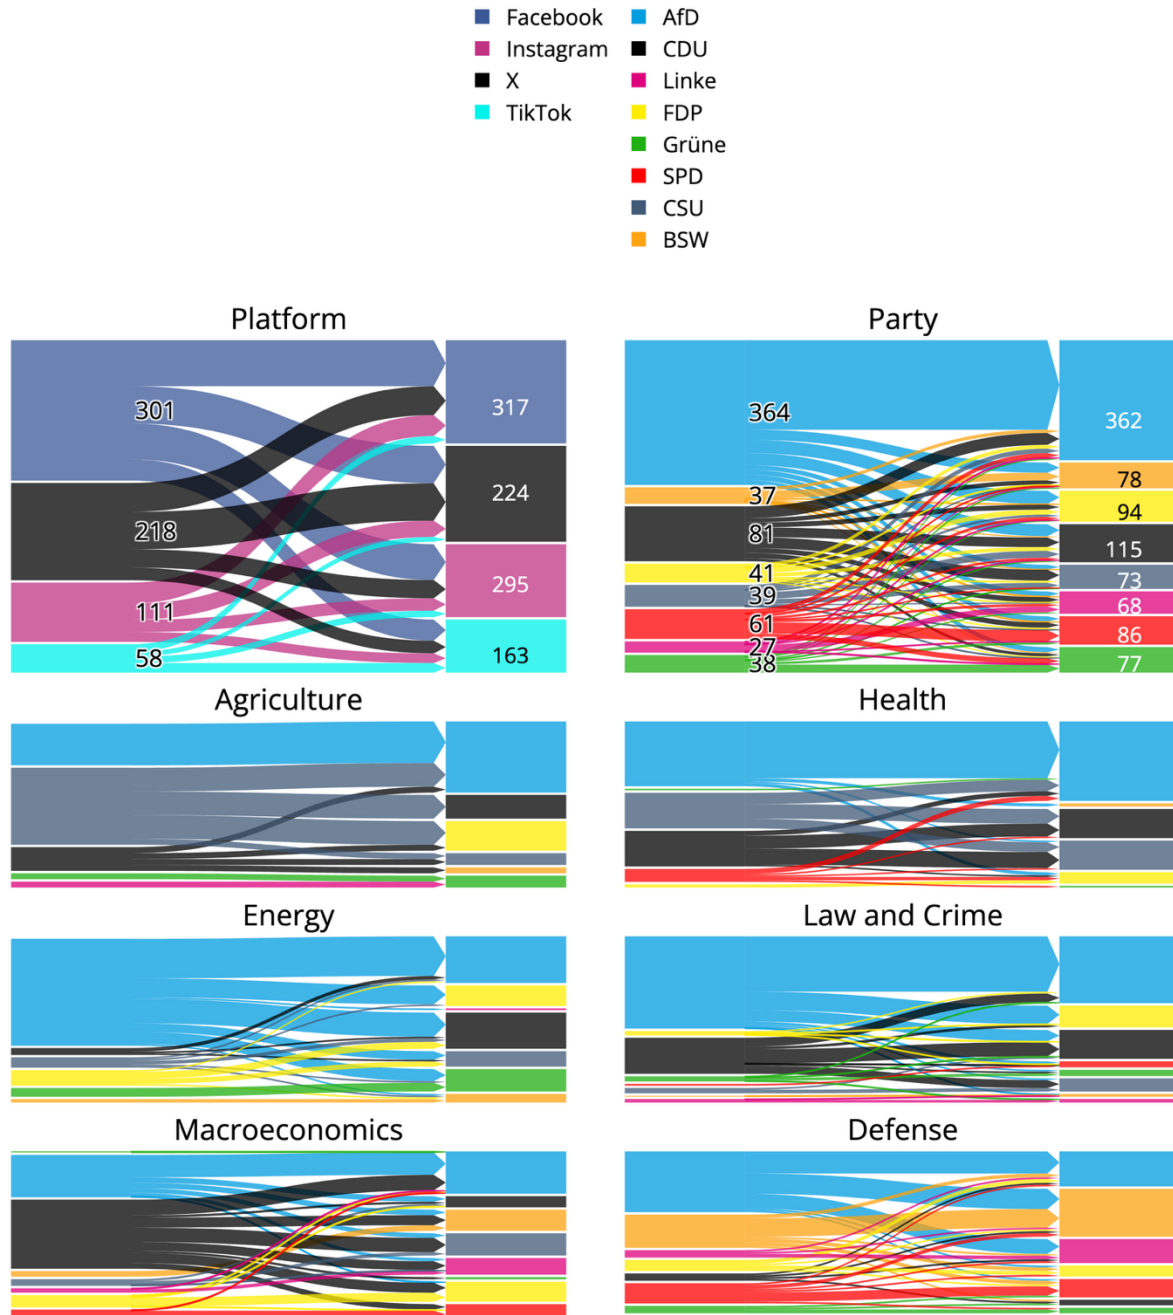 Facebook
Instagram
X
TikTok
AfD
CDU
Linke
FDP
Grüne
SPD
CSU
BSW
Platform
301
218
111
58
317
224
295
163
Party
364
37
81
41
39
61
27
38
362
78
94
115
73
68
86
77
Agriculture
Health
Energy
Law and Crime
Macroeconomics
Defense